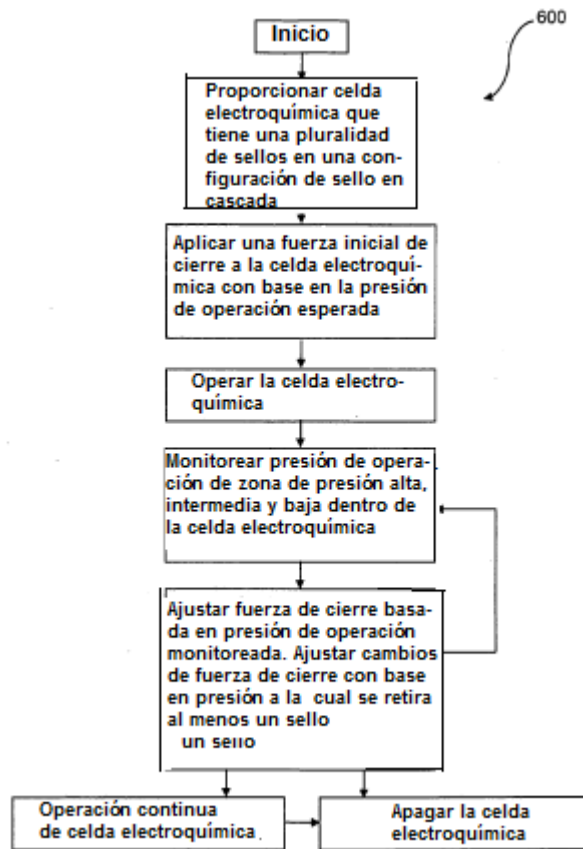 600
Inicio
Proporcionar celda
electroquímica que
tiene una pluralidad
de sellos en una con-
figuración de sello en
cascada
Aplicar una fuerza inicial
de cierre a la celda electroquí-
mica con base en la presión
de operación esperada
Operar la celda electro-
química
Monitorear presión de opera-
ción de zona de presión alta,
intermedia y baja dentro de
la celda electroquímica
Ajustar fuerza de cierre basa-
da en presión de operación
monitoreada. Ajustar cambios
de fuerza de cierre con base
en presión a la cual se retira
al menos un sello
un sello
Operación continua
de celda electroquímica.
Apagar la celda
electroquímica